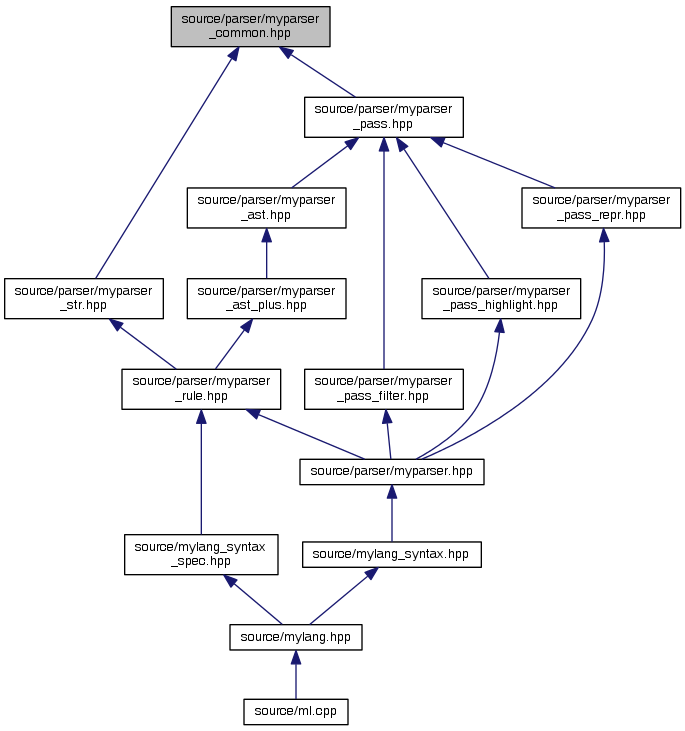 source/parser/myparser
_common.hpp
source/parser/myparser
_pass.hpp
source/parser/myparser
_ast.hpp
source/parser/myparser
_pass_repr.hpp
source/parser/myparser
_str.hpp
source/parser/myparser
_ast_plus.hpp
source/parser/myparser
_pass_highlight.hpp
source/parser/myparser
_rule.hpp
source/parser/myparser
_pass_filter.hpp
source/parser/myparser.hpp
source/mylang_syntax
_spec.hpp
source/mylang_syntax.hpp
source/mylang.hpp
source/ml.cpp